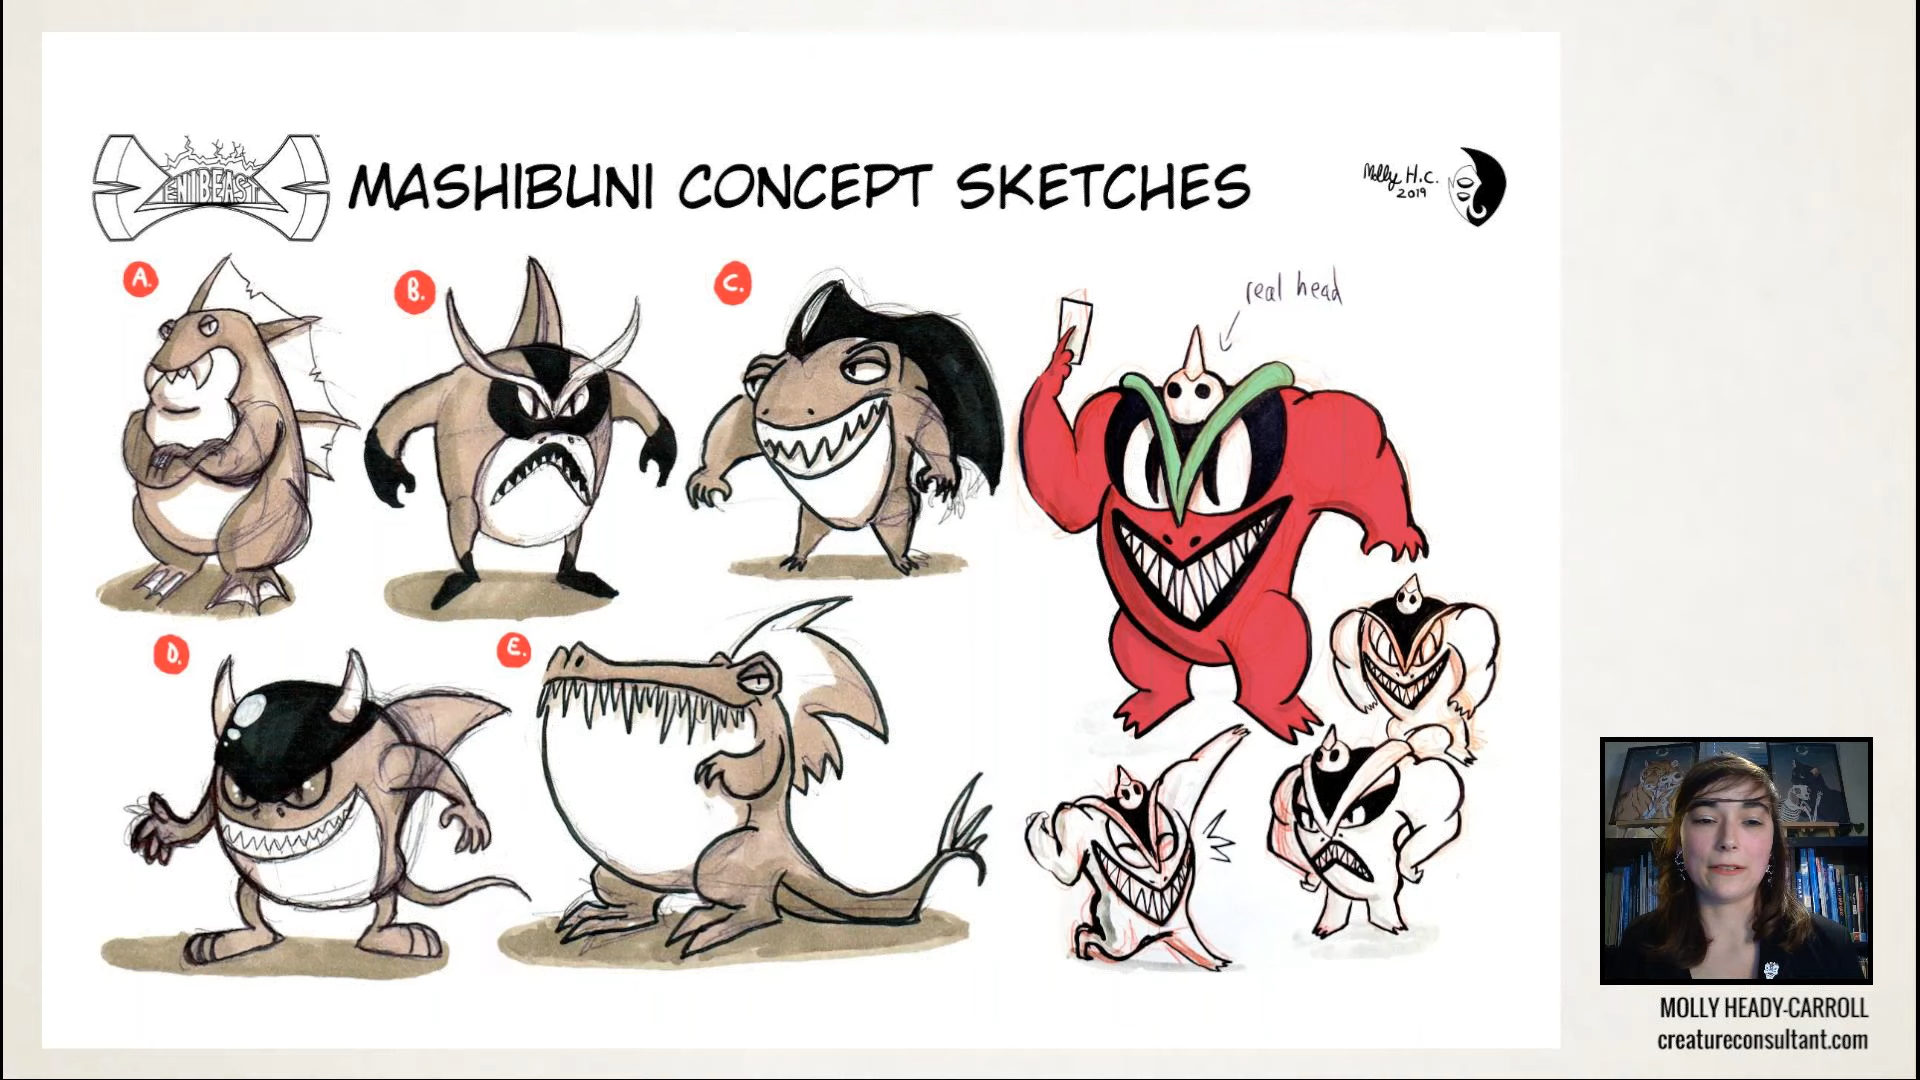 ENIBEAST
MASHIBUNI CONCEPT SKETCHES
Molly H.C.
2019
A.
B.
C.
real head
D.
E.
MOLLY HEADY-CARROLL
creatureconsultant.com